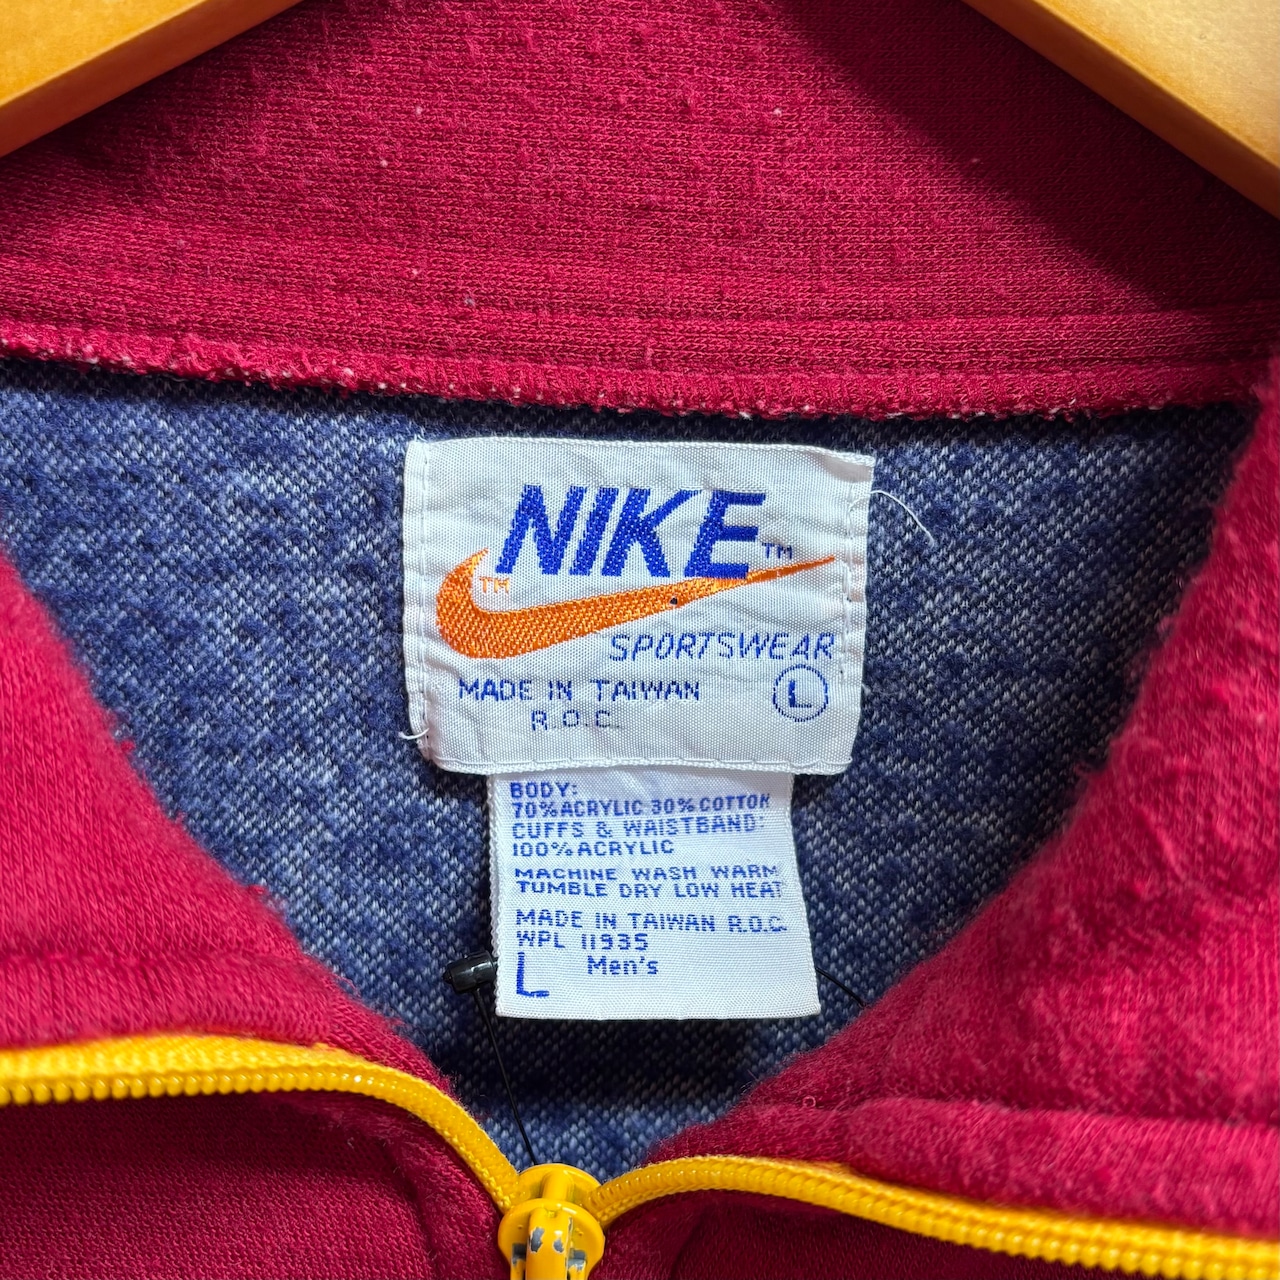 NIKE™
™
SPORTSWEAR
MADE IN TAIWAN
R.O.C.
L
BODY:
70% ACRYLIC 30% COTTON
CUFFS & WAISTBAND:
100% ACRYLIC
MACHINE WASH WARM
TUMBLE DRY LOW HEAT
MADE IN TAIWAN R.O.C.
WPL 11935
L Men's